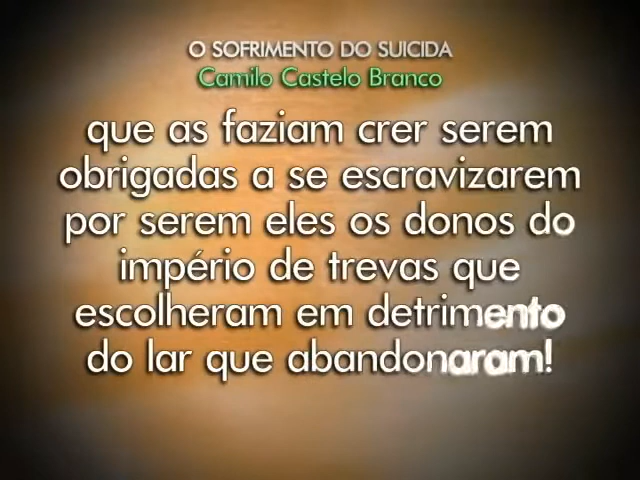 O SOFRIMENTO DO SUICIDA
Camilo Castelo Branco
que as faziam crer serem
obrigadas a se escravizarem
por serem eles os donos do
império de trevas que
escolheram em detrimento
do lar que abandonaram!